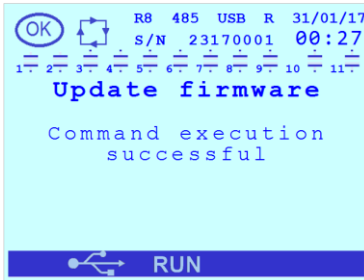 OK R8 485 USB R 31/01/17
S/N 23170001 00:27
1 2 3 4 5 6 7 8 9 10 11
Update firmware
Command execution
successful
RUN